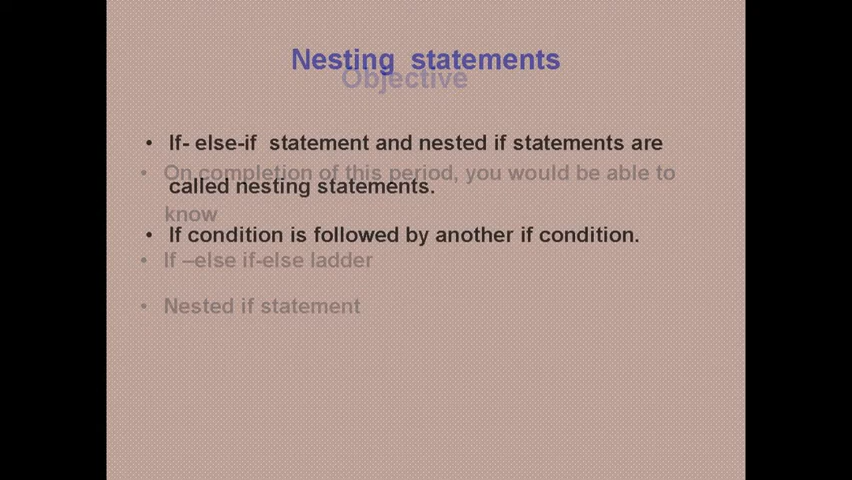 Nesting  statements
Objective
• If- else-if  statement and nested if statements are
• On completion of this period, you would be able to
called nesting statements.
know
• If condition is followed by another if condition.
• If –else if-else ladder
• Nested if statement